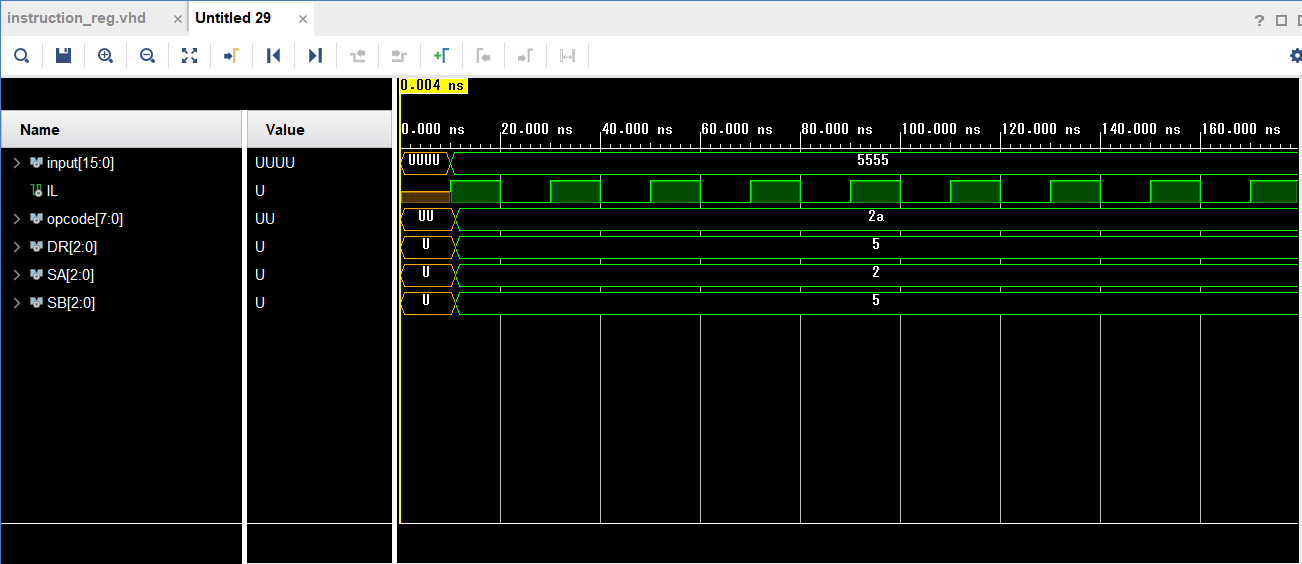 instruction_reg.vhd × Untitled 29 ×
?
0.004 ns
Name Value
0.000 ns 20.000 ns 40.000 ns 60.000 ns 80.000 ns 100.000 ns 120.000 ns 140.000 ns 160.000 ns
input[15:0] UUUU UUUU 5555
IL U
opcode[7:0] UU UU 2a
DR[2:0] U U 5
SA[2:0] U U 2
SB[2:0] U U 5